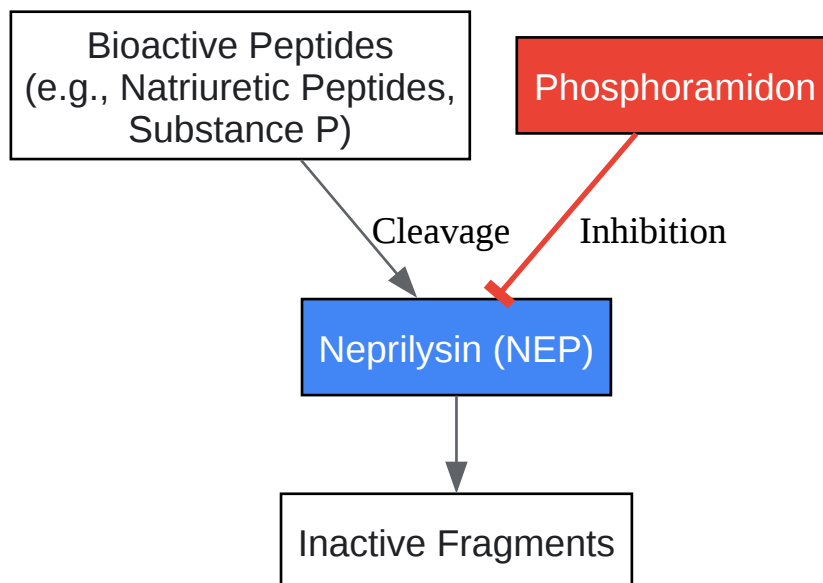 Bioactive Peptides
(e.g., Natriuretic Peptides,
Substance P)
Phosphoramidon
Cleavage
Inhibition
Neprilysin (NEP)
Inactive Fragments